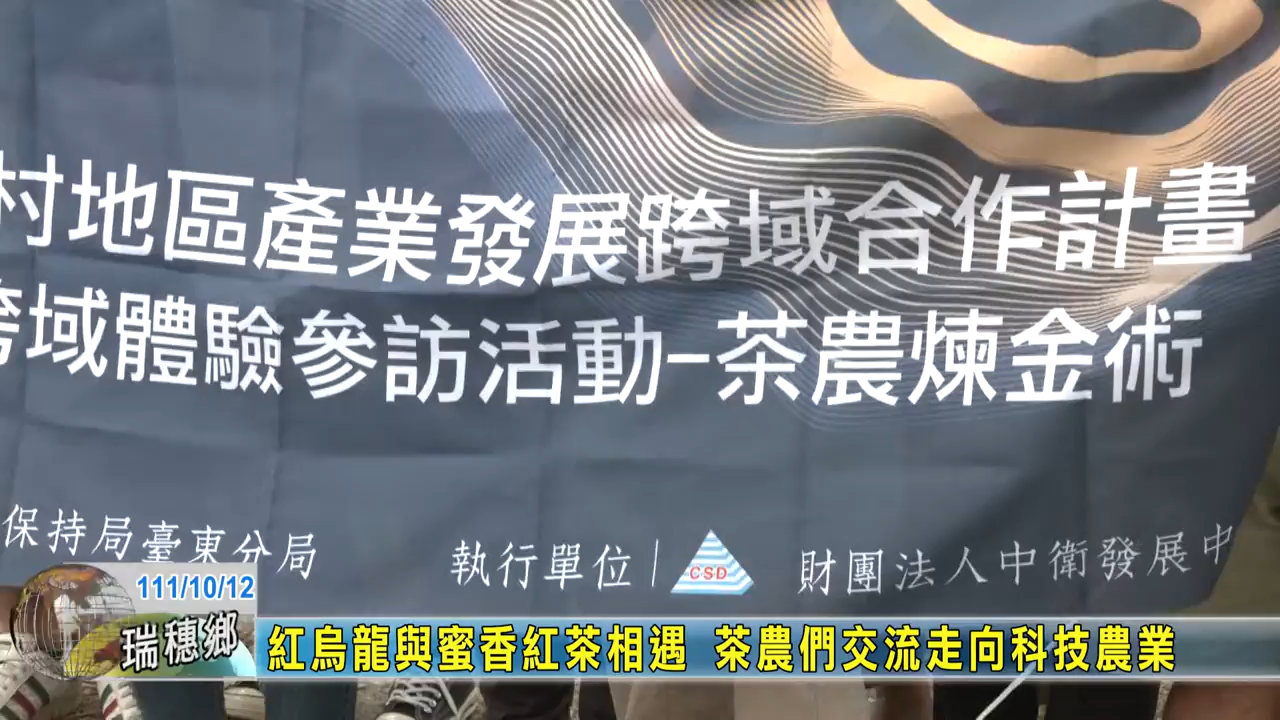 村地區產業發展跨域合作計畫
跨域體驗參訪活動-茶農煉金術
保持局臺東分局
執行單位| CSD 財團法人中衛發展中
111/10/12
瑞穗鄉
紅烏龍與蜜香紅茶相遇 茶農們交流走向科技農業